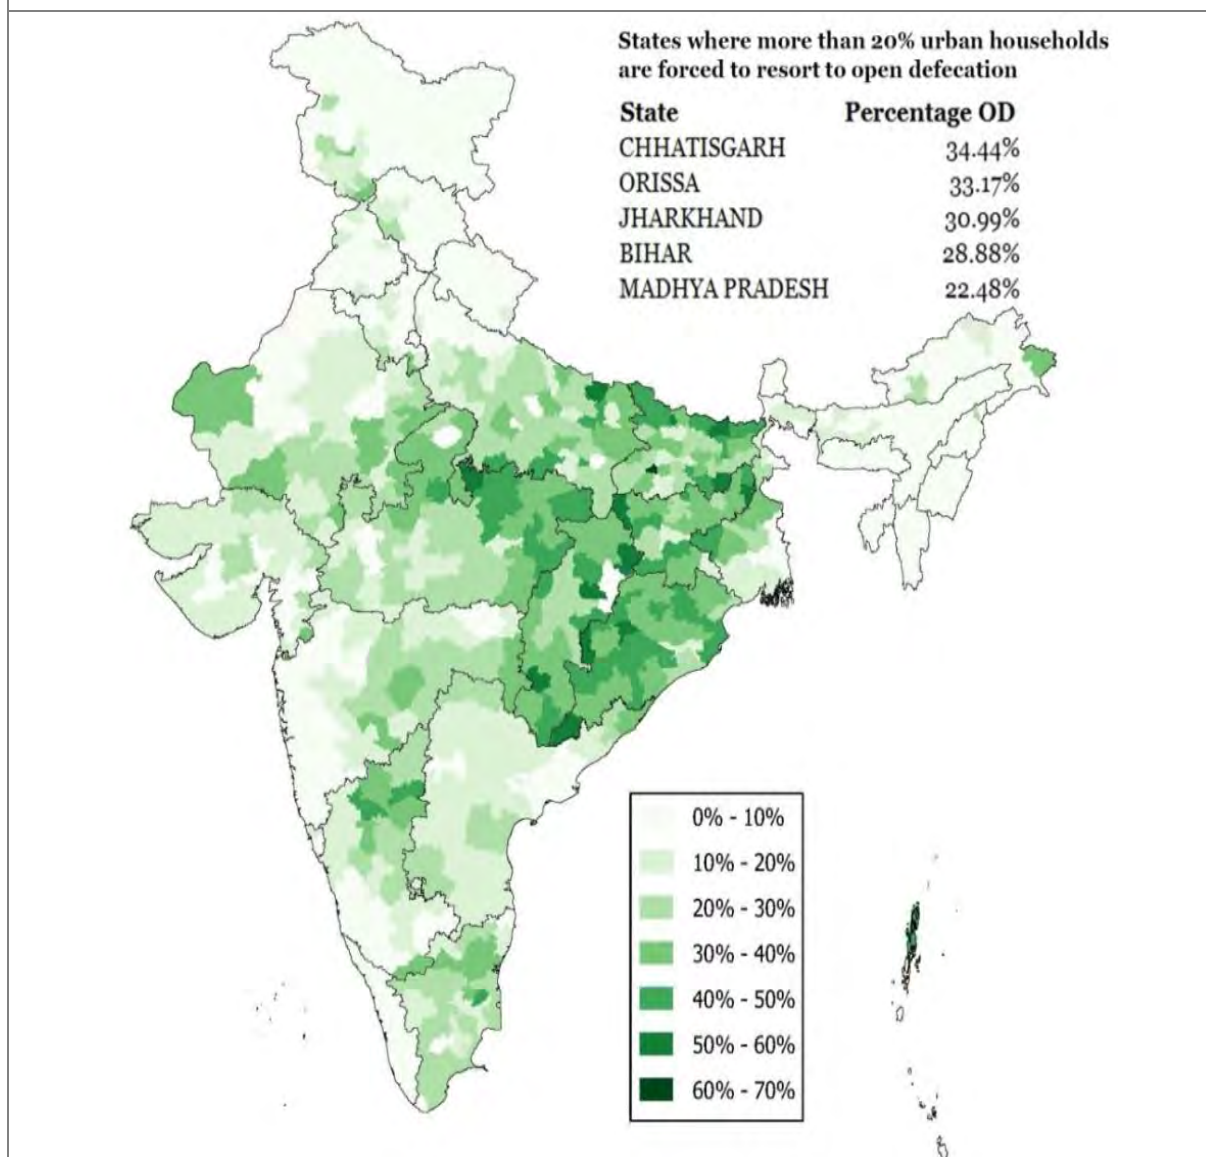 States where more than 20% urban households
are forced to resort to open defecation
State Percentage OD
CHHATISGARH 34.44%
ORISSA 33.17%
JHARKHAND 30.99%
BIHAR 28.88%
MADHYA PRADESH 22.48%
0% - 10%
10% - 20%
20% - 30%
30% - 40%
40% - 50%
50% - 60%
60% - 70%